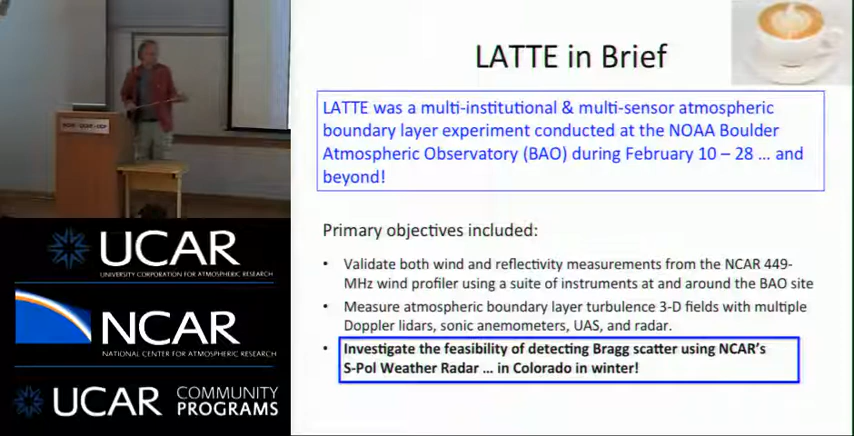 LATTE in Brief
LATTE was a multi-institutional & multi-sensor atmospheric
boundary layer experiment conducted at the NOAA Boulder
Atmospheric Observatory (BAO) during February 10 – 28 … and
beyond!
Primary objectives included:
• Validate both wind and reflectivity measurements from the NCAR 449-
MHz wind profiler using a suite of instruments at and around the BAO site
• Measure atmospheric boundary layer turbulence 3-D fields with multiple
Doppler lidars, sonic anemometers, UAS, and radar.
• Investigate the feasibility of detecting Bragg scatter using NCAR's
S-Pol Weather Radar … in Colorado in winter!
UCAR
UNIVERSITY CORPORATION FOR ATMOSPHERIC RESEARCH
NCAR
NATIONAL CENTER FOR ATMOSPHERIC RESEARCH
UCAR COMMUNITY
PROGRAMS